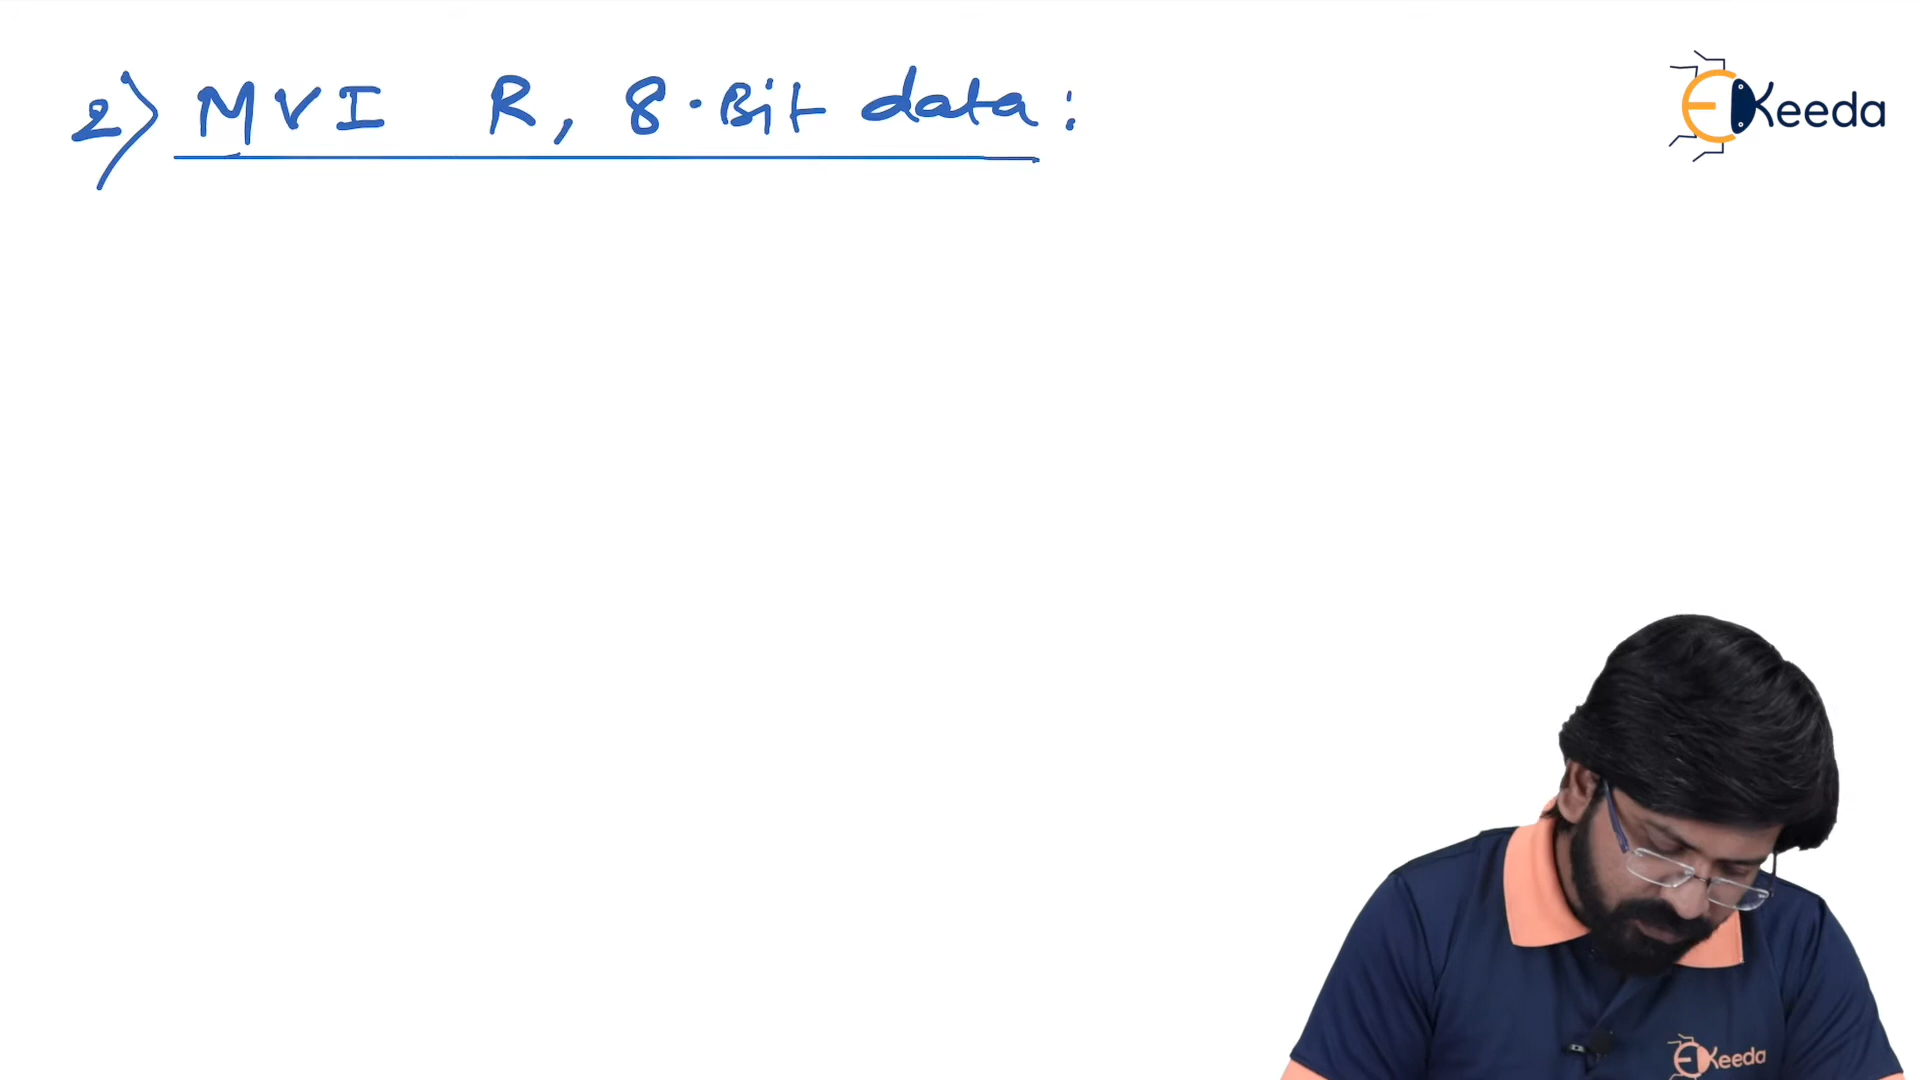 2) MVI R, 8-Bit data:
EKeeda
EKeeda